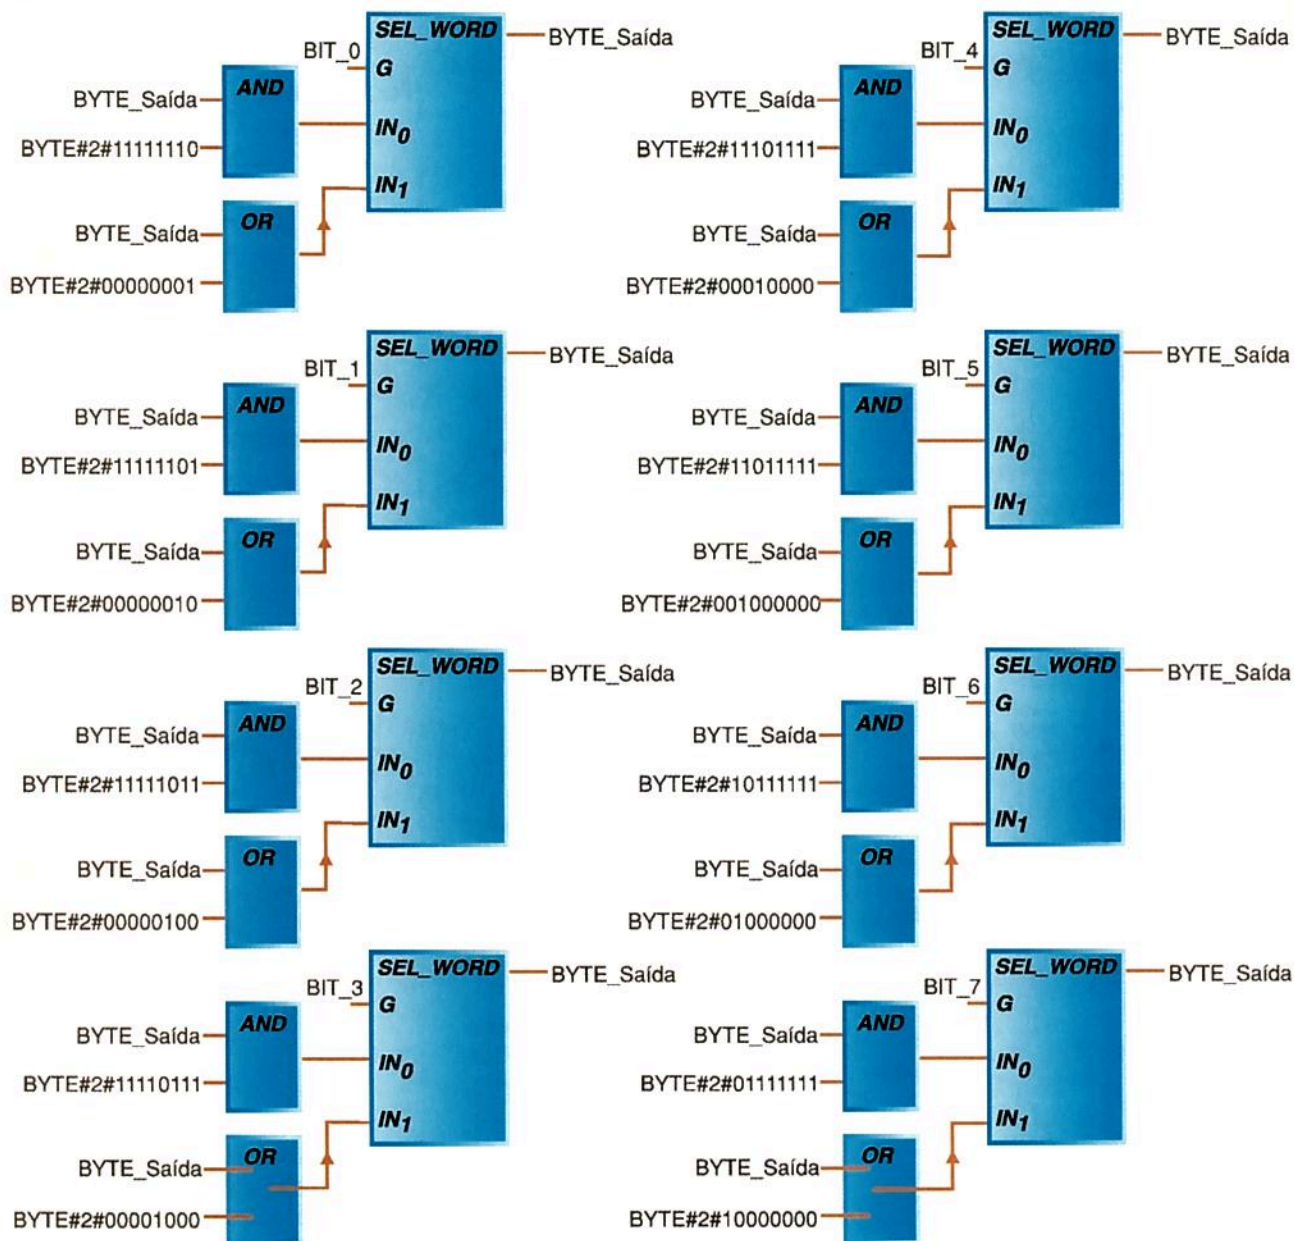 SEL_WORD
BYTE_Saída
BIT_0
G
AND
BYTE_Saída
IN0
BYTE#2#11111110
IN1
OR
BYTE_Saída
BYTE#2#00000001
SEL_WORD
BYTE_Saída
BIT_4
G
AND
BYTE_Saída
IN0
BYTE#2#11101111
IN1
OR
BYTE_Saída
BYTE#2#00010000
SEL_WORD
BYTE_Saída
BIT_1
G
AND
BYTE_Saída
IN0
BYTE#2#11111101
IN1
OR
BYTE_Saída
BYTE#2#00000010
SEL_WORD
BYTE_Saída
BIT_5
G
AND
BYTE_Saída
IN0
BYTE#2#11011111
IN1
OR
BYTE_Saída
BYTE#2#001000000
SEL_WORD
BYTE_Saída
BIT_2
G
AND
BYTE_Saída
IN0
BYTE#2#11111011
IN1
OR
BYTE_Saída
BYTE#2#00000100
SEL_WORD
BYTE_Saída
BIT_6
G
AND
BYTE_Saída
IN0
BYTE#2#10111111
IN1
OR
BYTE_Saída
BYTE#2#01000000
SEL_WORD
BYTE_Saída
BIT_3
G
AND
BYTE_Saída
IN0
BYTE#2#11110111
IN1
OR
BYTE_Saída
BYTE#2#00001000
SEL_WORD
BYTE_Saída
BIT_7
G
AND
BYTE_Saída
IN0
BYTE#2#01111111
IN1
OR
BYTE_Saída
BYTE#2#10000000